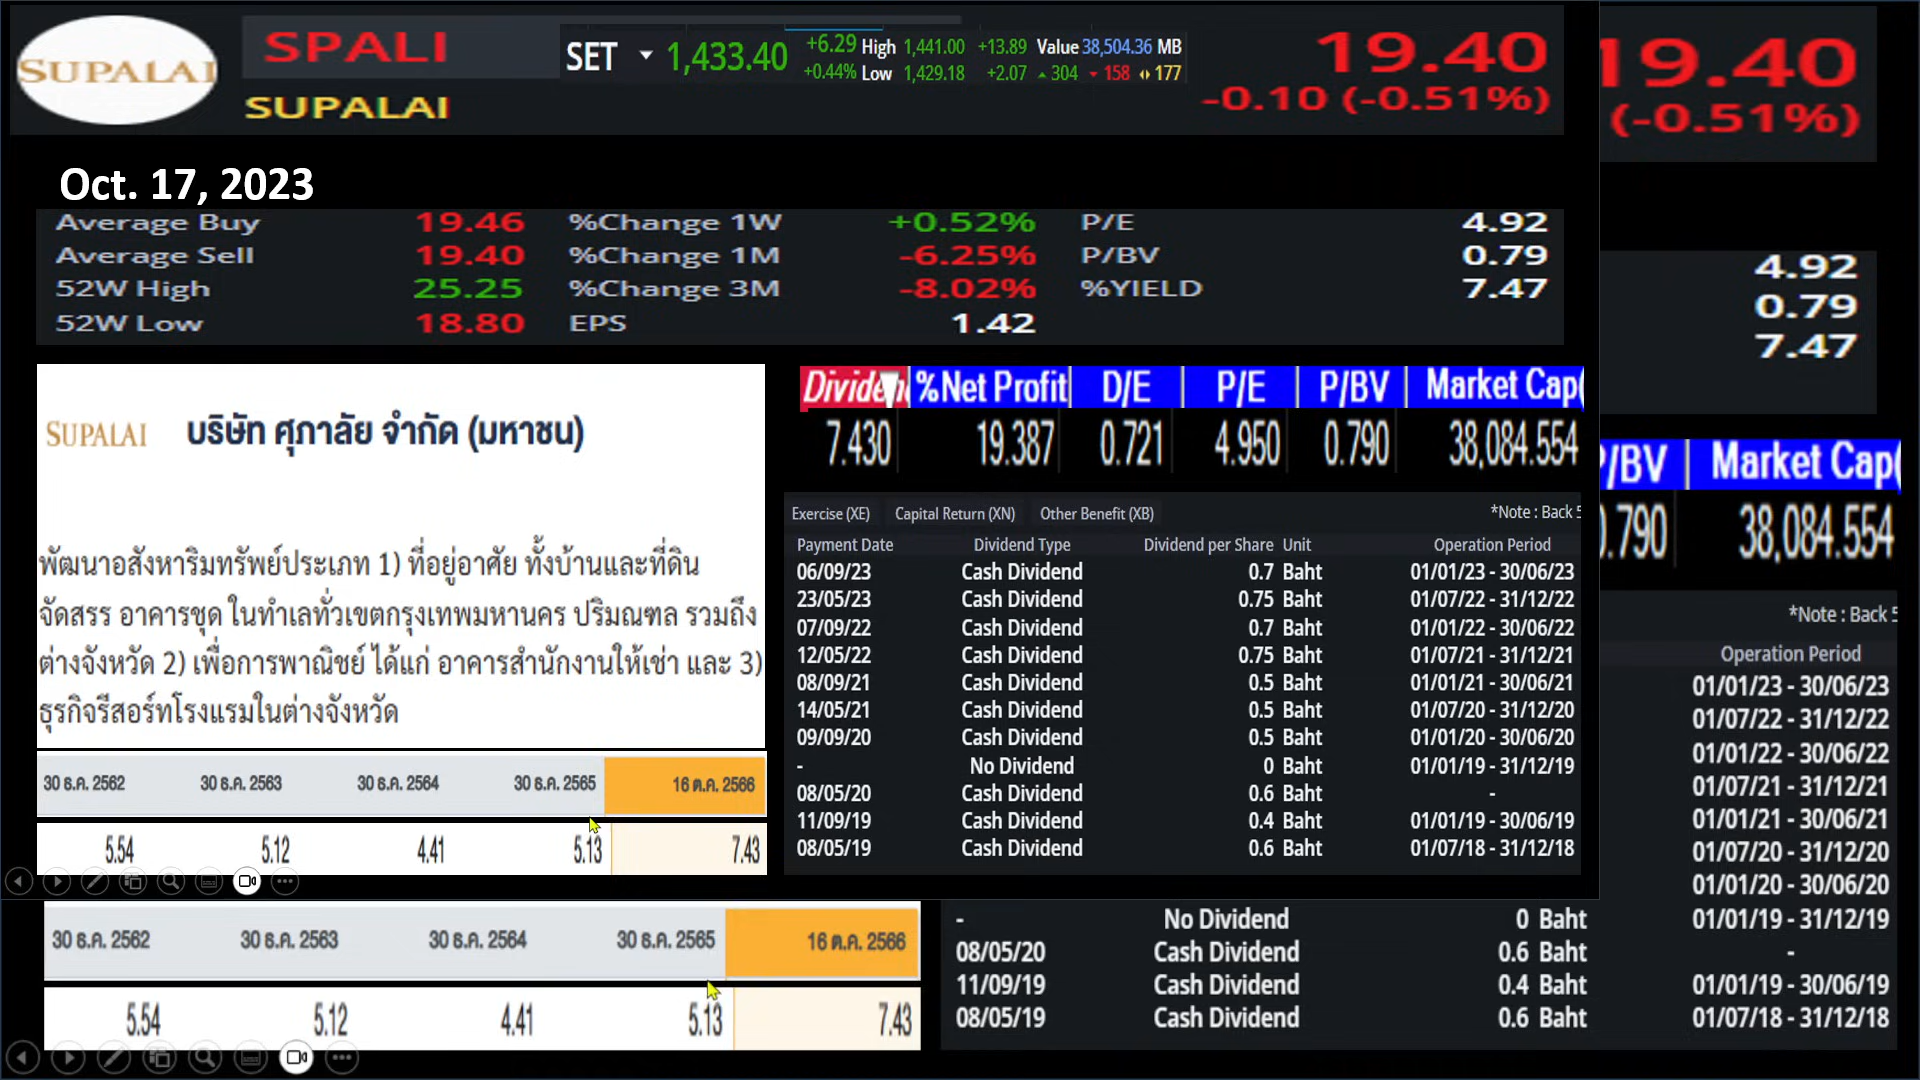 SUPALAI
SPALI
SUPALAI
SET 1,433.40 +6.29 High 1,441.00 +13.89 Value 38,504.36 MB
+0.44% Low 1,429.18 +2.07 304 158 177
19.40
-0.10 (-0.51%)
19.40
(-0.51%)
Oct. 17, 2023
Average Buy 19.46 %Change 1W +0.52% P/E 4.92
Average Sell 19.40 %Change 1M -6.25% P/BV 0.79
52W High 25.25 %Change 3M -8.02% %YIELD 7.47
52W Low 18.80 EPS 1.42
4.92
0.79
7.47
SUPALAI บริษัท ศุภาลัย จำกัด (มหาชน)
พัฒนาอสังหาริมทรัพย์ประเภท 1) ที่อยู่อาศัย ทั้งบ้านและที่ดิน
จัดสรร อาคารชุด ในทำเลทั่วเขตกรุงเทพมหานคร ปริมณฑล รวมถึง
ต่างจังหวัด 2) เพื่อการพาณิชย์ ได้แก่ อาคารสำนักงานให้เช่า และ 3)
ธุรกิจรีสอร์ทโรงแรมในต่างจังหวัด
30 ธ.ค. 2562 30 ธ.ค. 2563 30 ธ.ค. 2564 30 ธ.ค. 2565 16 ต.ค. 2566
5.54 5.12 4.41 5.13 7.43
%Net Profit D/E P/E P/BV Market Cap(
7.430 19.387 0.721 4.950 0.790 38,084.554
Exercise (XE) Capital Return (XN) Other Benefit (XB) *Note : Back 5
Payment Date Dividend Type Dividend per Share Unit Operation Period
06/09/23 Cash Dividend 0.7 Baht 01/01/23 - 30/06/23
23/05/23 Cash Dividend 0.75 Baht 01/07/22 - 31/12/22
07/09/22 Cash Dividend 0.7 Baht 01/01/22 - 30/06/22
12/05/22 Cash Dividend 0.75 Baht 01/07/21 - 31/12/21
08/09/21 Cash Dividend 0.5 Baht 01/01/21 - 30/06/21
14/05/21 Cash Dividend 0.5 Baht 01/07/20 - 31/12/20
09/09/20 Cash Dividend 0.5 Baht 01/01/20 - 30/06/20
- No Dividend 0 Baht 01/01/19 - 31/12/19
08/05/20 Cash Dividend 0.6 Baht -
11/09/19 Cash Dividend 0.4 Baht 01/01/19 - 30/06/19
08/05/19 Cash Dividend 0.6 Baht 01/07/18 - 31/12/18
P/BV Market Cap(
0.790 38,084.554
*Note : Back 5
Operation Period
01/01/23 - 30/06/23
01/07/22 - 31/12/22
01/01/22 - 30/06/22
01/07/21 - 31/12/21
01/01/21 - 30/06/21
01/07/20 - 31/12/20
01/01/20 - 30/06/20
- No Dividend 0 Baht 01/01/19 - 31/12/19
08/05/20 Cash Dividend 0.6 Baht -
11/09/19 Cash Dividend 0.4 Baht 01/01/19 - 30/06/19
08/05/19 Cash Dividend 0.6 Baht 01/07/18 - 31/12/18
30 ธ.ค. 2562 30 ธ.ค. 2563 30 ธ.ค. 2564 30 ธ.ค. 2565 16 ต.ค. 2566
5.54 5.12 4.41 5.13 7.43